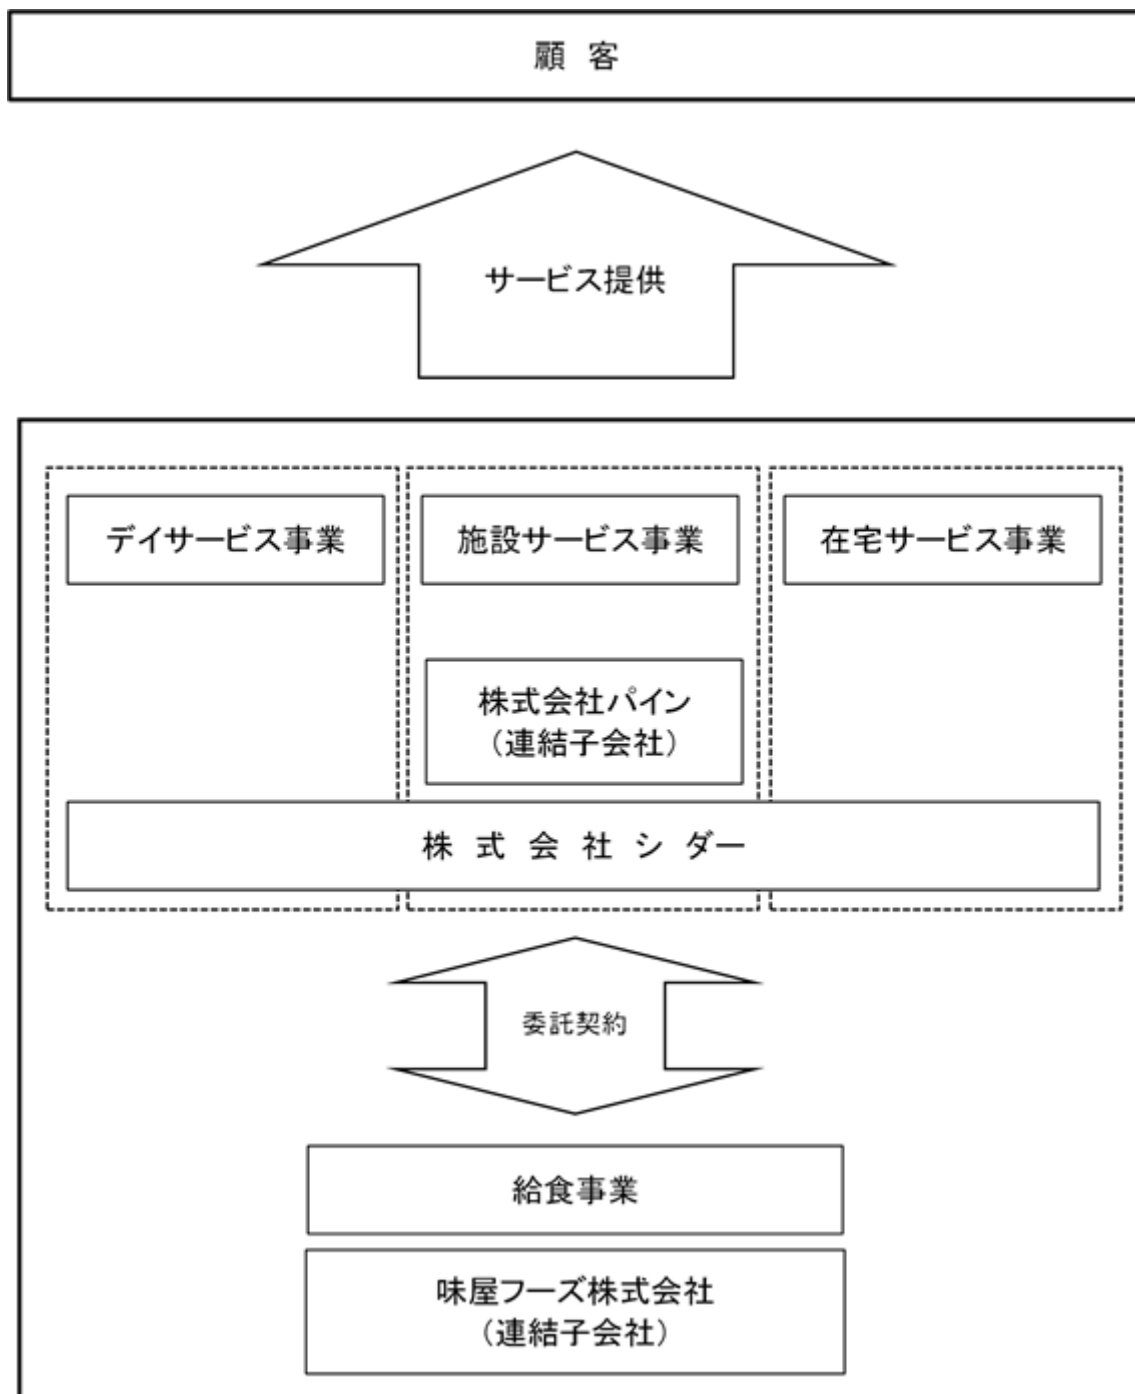 顧 客
サービス提供
デイサービス事業
施設サービス事業
在宅サービス事業
株式会社パイン
（連結子会社）
株 式 会 社 シ ダー
委託契約
給食事業
味屋フーズ株式会社
（連結子会社）